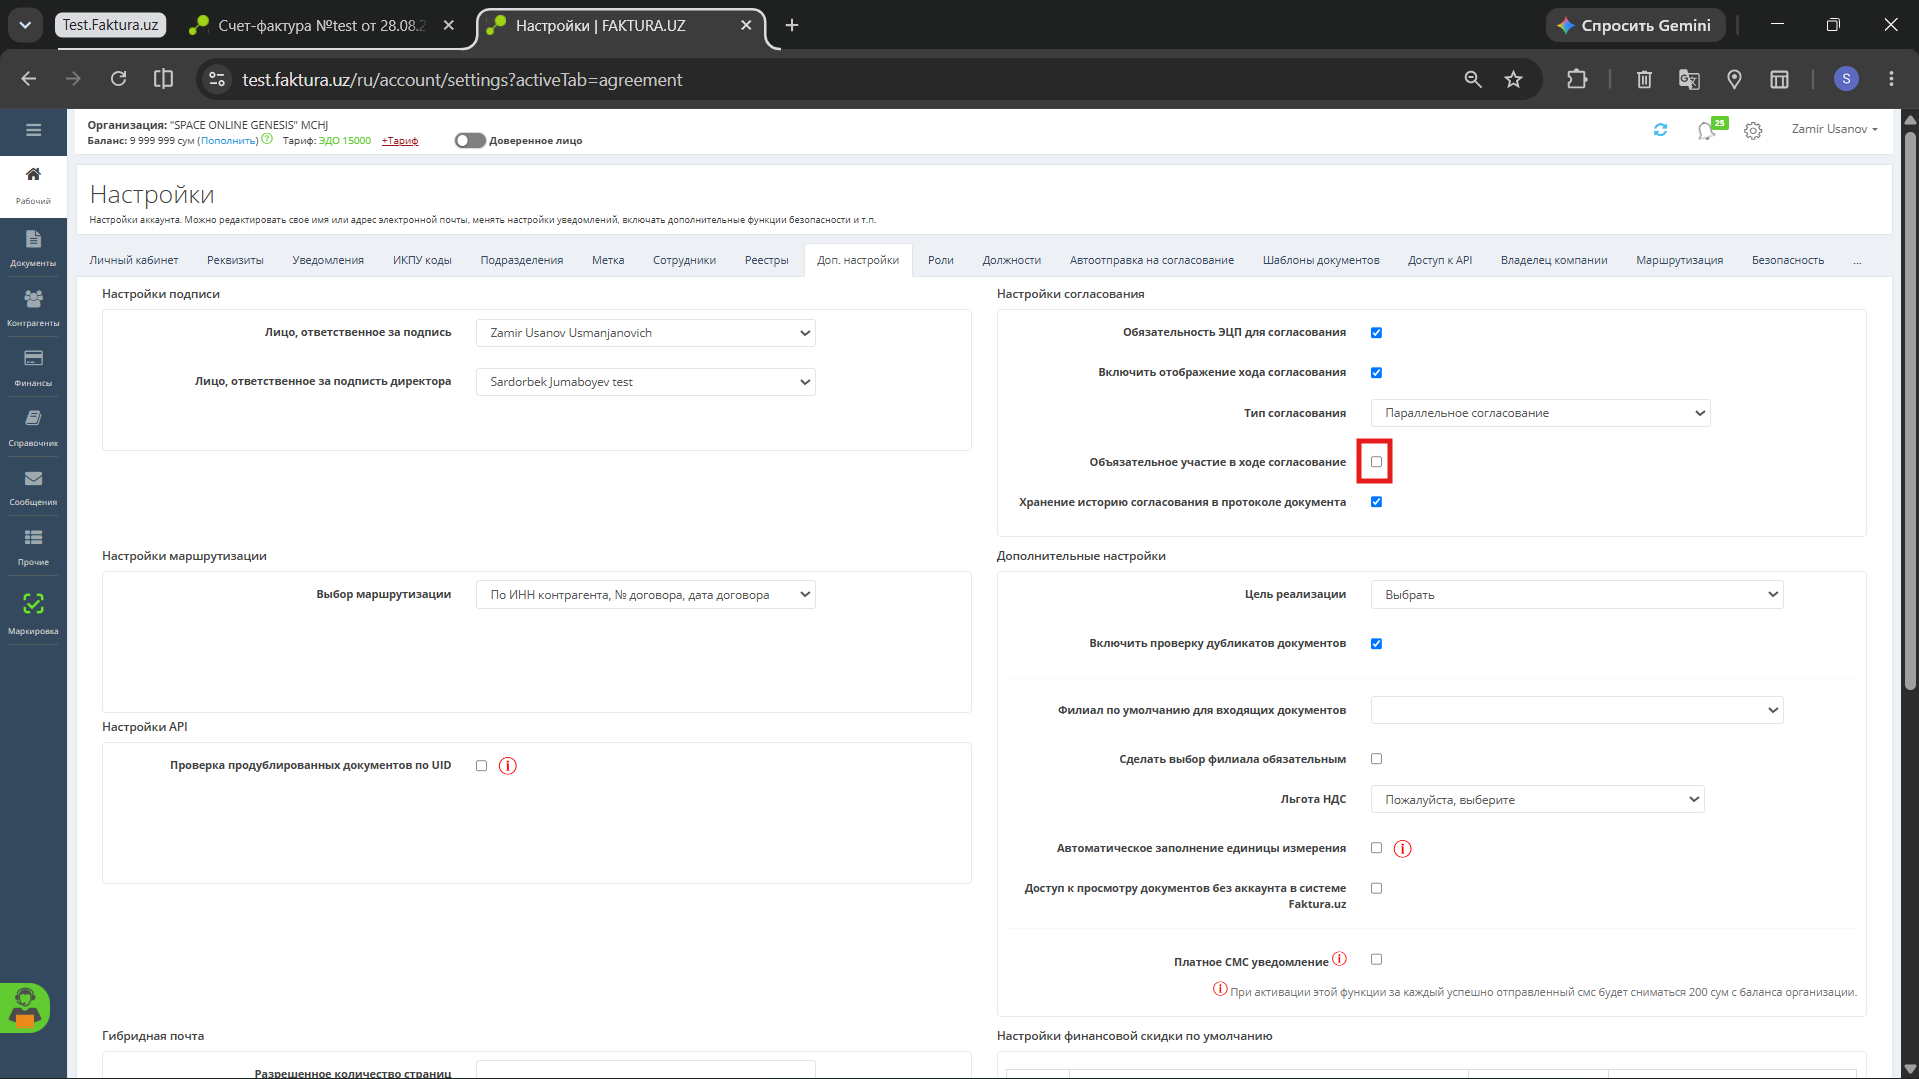 Test.Faktura.uz
Счет-фактура №test от 28.08.2
Настройки | FAKTURA.UZ
Спросить Gemini
test.faktura.uz/ru/account/settings?activeTab=agreement
S
Организация: "SPACE ONLINE GENESIS" MCHJ
Баланс: 9 999 999 сум (Пополнить) Тариф: ЭДО 15000 +Тариф
Доверенное лицо
25
Zamir Usanov
Рабочий
Документы
Контрагенты
Финансы
Справочник
Сообщения
Прочие
Маркировка
Настройки
Настройки аккаунта. Можно редактировать свое имя или адрес электронной почты, менять настройки уведомлений, включать дополнительные функции безопасности и т.п.
Личный кабинет Реквизиты Уведомления ИКПУ коды Подразделения Метка Сотрудники Реестры Доп. настройки Роли Должности Автоотправка на согласование Шаблоны документов Доступ к API Владелец компании Маршрутизация Безопасность ...
Настройки подписи
Лицо, ответственное за подпись
Zamir Usanov Usmanjanovich
Лицо, ответственное за подписть директора
Sardorbek Jumaboyev test
Настройки согласования
Обязательность ЭЦП для согласования
Включить отображение хода согласования
Тип согласования
Параллельное согласование
Объязательное участие в ходе согласование
Хранение историю согласования в протоколе документа
Настройки маршрутизации
Выбор маршрутизации
По ИНН контрагента, № договора, дата договора
Настройки API
Проверка продублированных документов по UID
Дополнительные настройки
Цель реализации
Выбрать
Включить проверку дубликатов документов
Филиал по умолчанию для входящих документов
Сделать выбор филиала обязательным
Льгота НДС
Пожалуйста, выберите
Автоматическое заполнение единицы измерения
Доступ к просмотру документов без аккаунта в системе
Faktura.uz
Платное СМС уведомление
При активации этой функции за каждый успешно отправленный смс будет сниматься 200 сум с баланса организации.
Гибридная почта
Разрешенное количество страниц
Настройки финансовой скидки по умолчанию